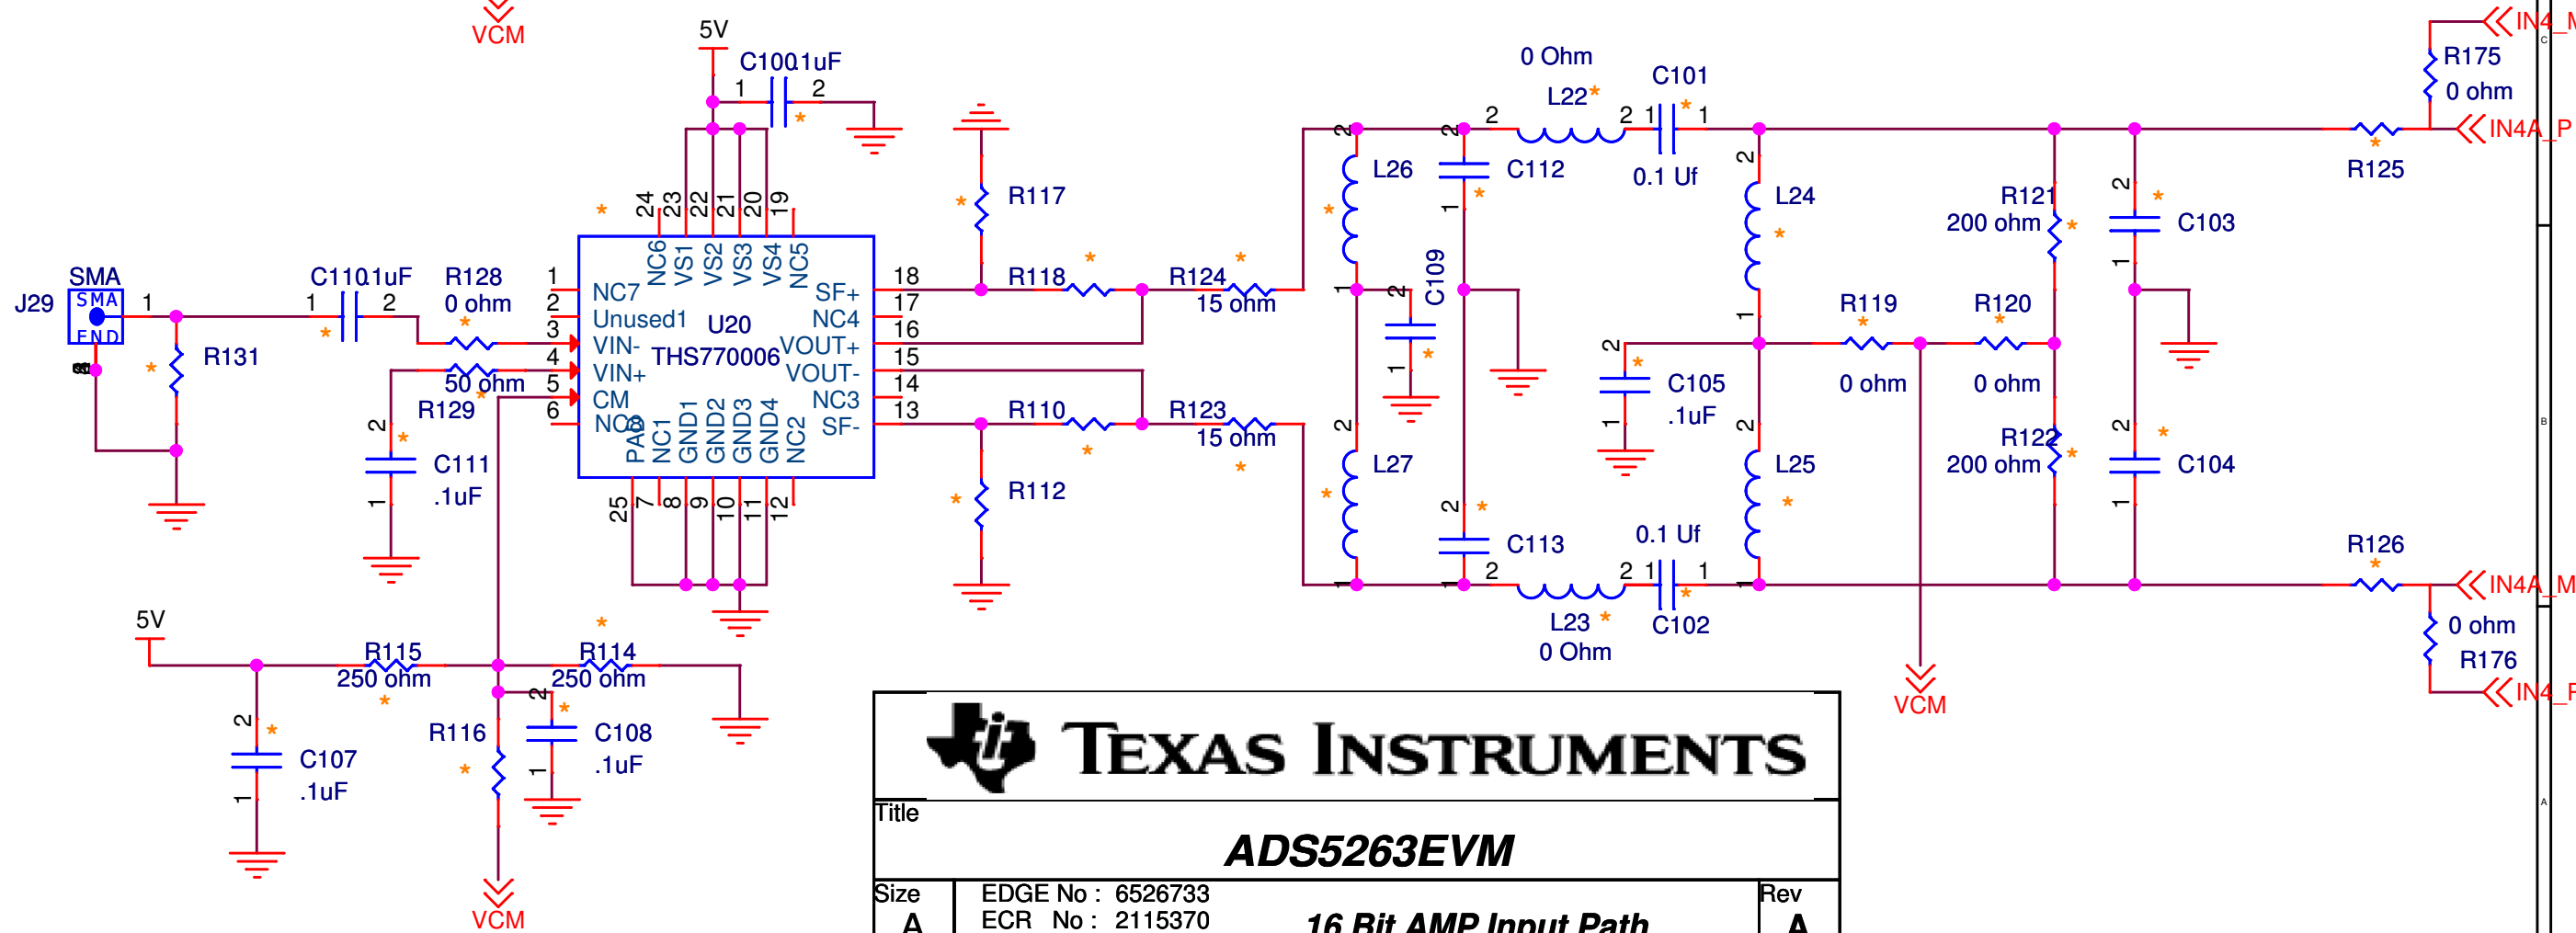 VCM
5V
C100 .1uF
1 2
24 23 22 21 20 19
NC6 VS1 VS2 VS3 VS4 NC5
SMA
J29
SMA
END
1
R131
C110 .1uF
1 2
R128
0 ohm
50 ohm
R129
2
C111
.1uF
1
1 NC7
2 Unused1
3 VIN-
4 VIN+
5 CM
6
U20
THS770006
18 SF+
17 NC4
16 VOUT+
15 VOUT-
14 NC3
13 SF-
PAD NC1 GND1 GND2 GND3 GND4 NC2
25 7 8 9 10 11 12
R117
R118
R124
15 ohm
R110
R123
15 ohm
R112
2
L26
1
2
C112
1
2
C109
1
2
L27
1
2
C113
1
0 Ohm
L22
2 2
C101
1 1
0.1 Uf
0.1 Uf
2 2
L23
0 Ohm
1 1
C102
2
L24
1
2
C105
.1uF
1
2
L25
1
R119
0 ohm
R120
0 ohm
R121
200 ohm
R122
200 ohm
2
C103
1
2
C104
1
VCM
R125
R126
R175
0 ohm
IN4A_P
IN4A_M
0 ohm
R176
5V
R115
250 ohm
R114
250 ohm
2
C107
.1uF
1
R116
2
C108
.1uF
1
VCM
TEXAS INSTRUMENTS
Title
ADS5263EVM
Size
A
EDGE No : 6526733
ECR No : 2115370
16 Bit AMP Input Path
Rev
A
C
B
A